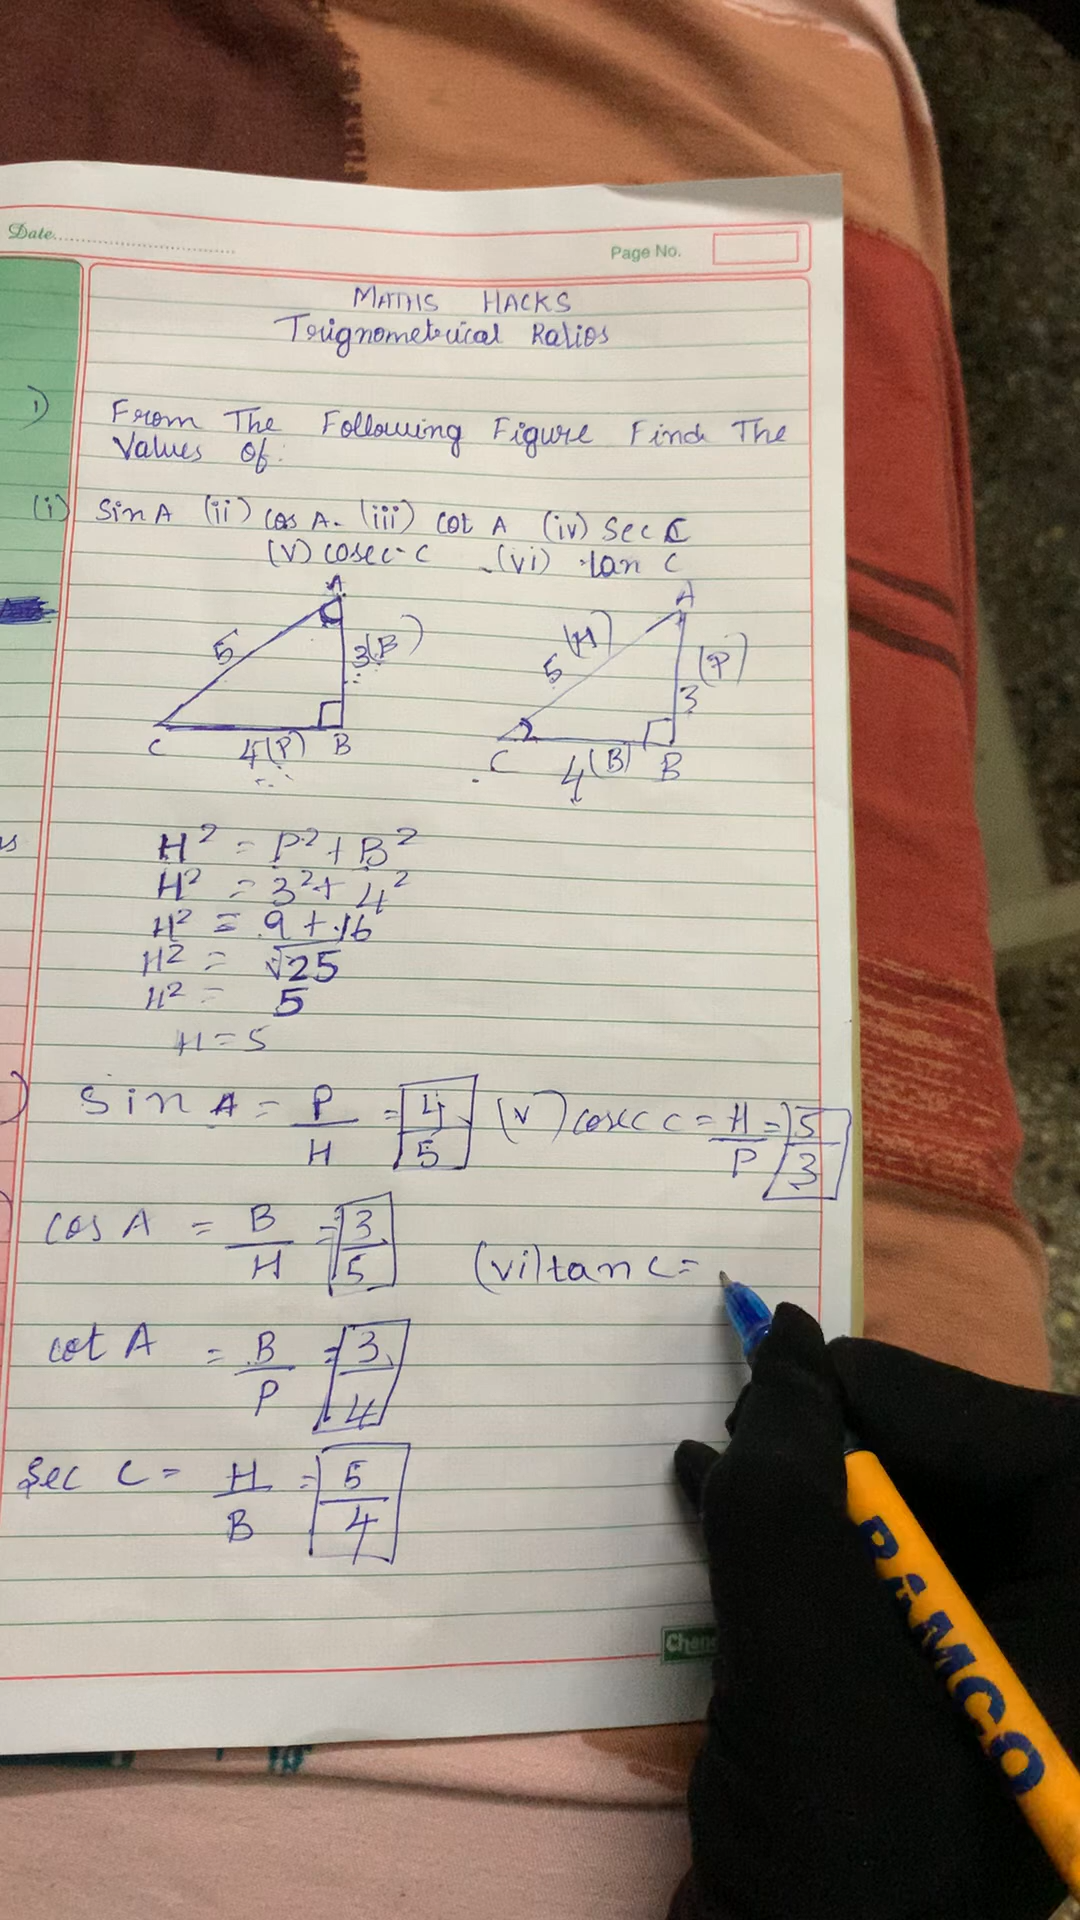 Date
Page No.
MATHS HACKS
Trignometrical Ratios
1) From The Following Figure Find The
Values Of:
(i) Sin A (ii) cos A. (iii) cot A (iv) Sec C
(v) cosec C (vi) tan C
A A
5 3(B) (H) 5 (P) 3
C 4(P) B C 4(B) B
H² = P² + B²
H² = 3² + 4²
H² = 9 + 16
H² = √25
H² = 5
H = 5
Sin A = P/H = 4/5 (v) cosec C = H/P = 5/3
cos A = B/H = 3/5
(vi) tan C =
cot A = B/P = 3/4
Sec C = H/B = 5/4
RAMCO